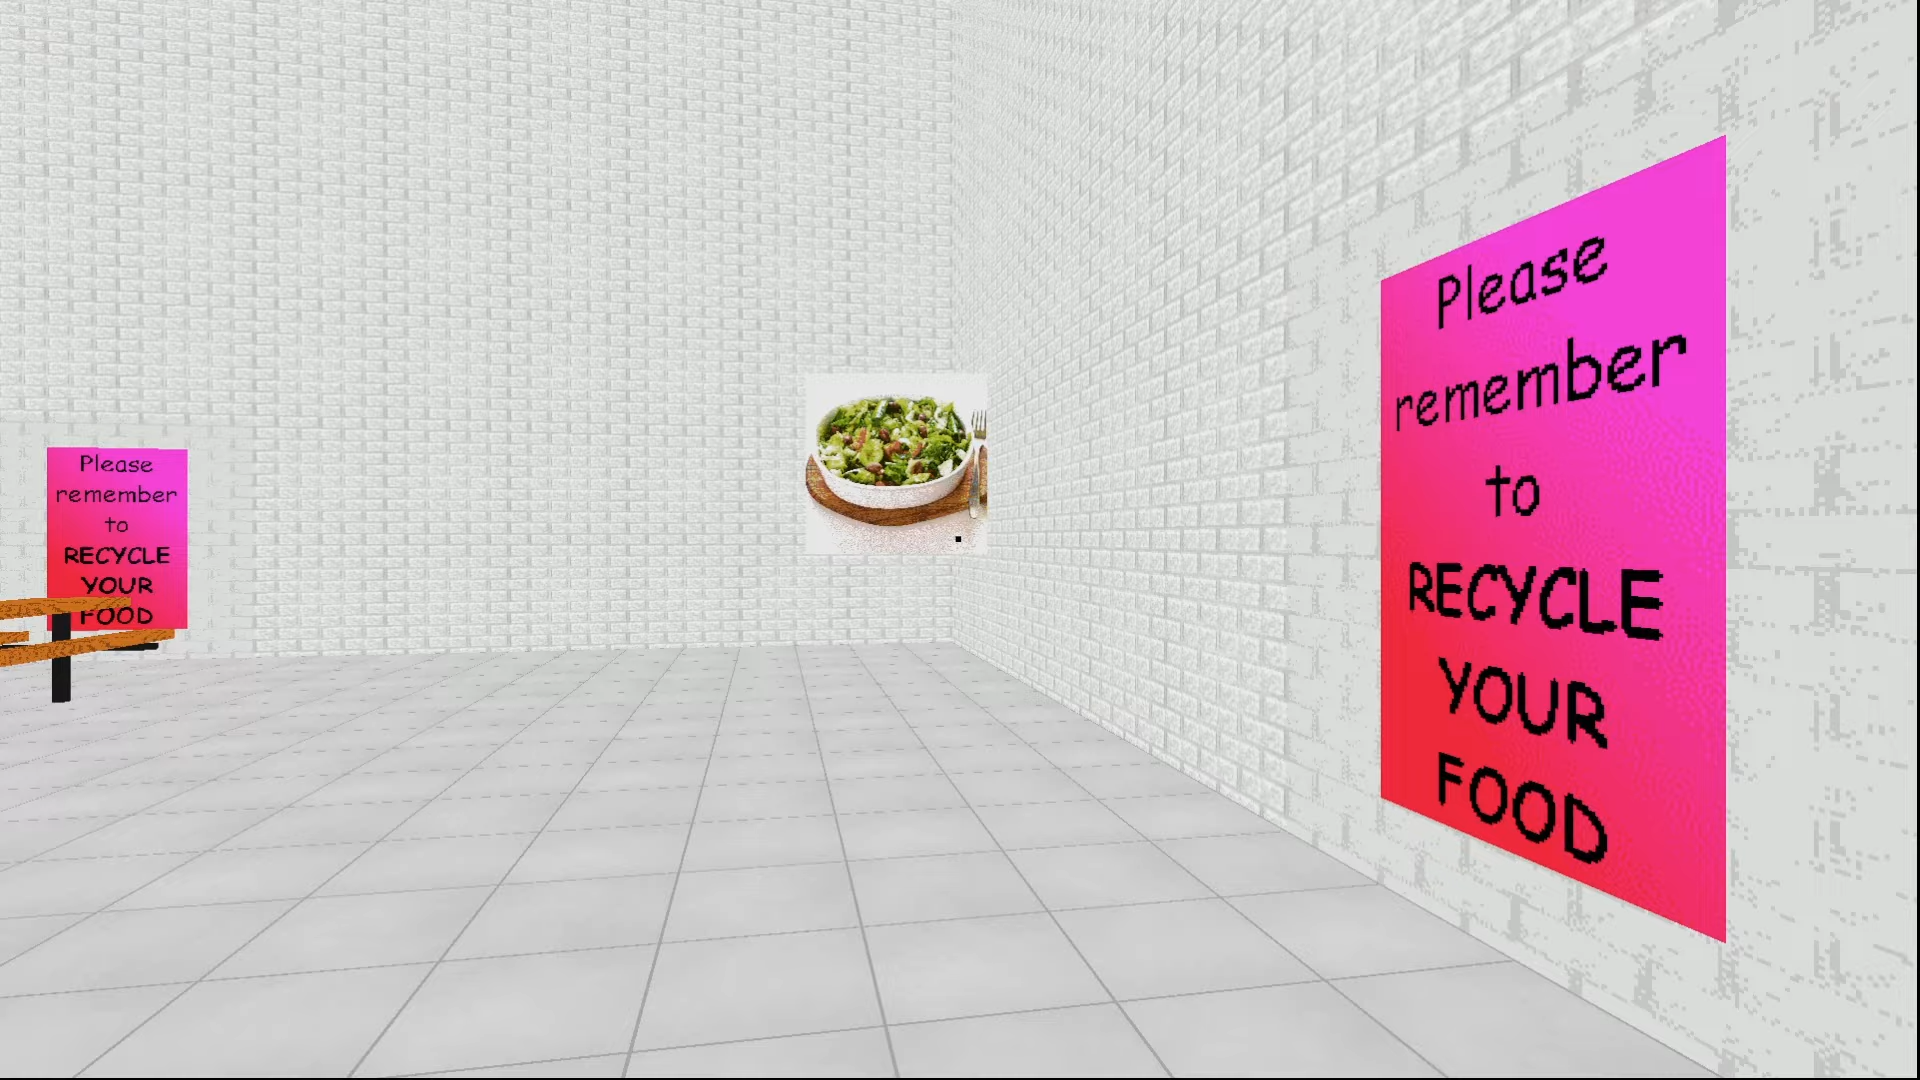 Please
remember
to
RECYCLE
YOUR
FOOD
Please
remember
to
RECYCLE
YOUR
FOOD